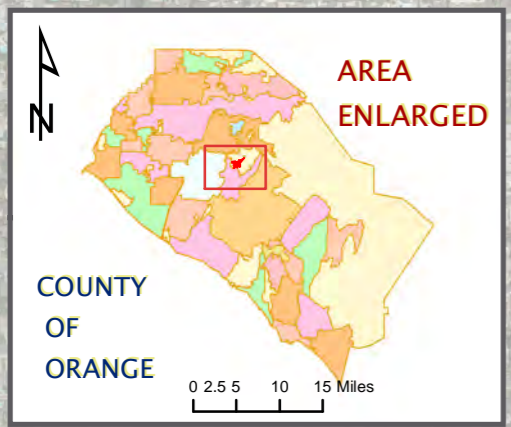 N
AREA
ENLARGED
COUNTY
OF
ORANGE
0 2.5 5 10 15 Miles